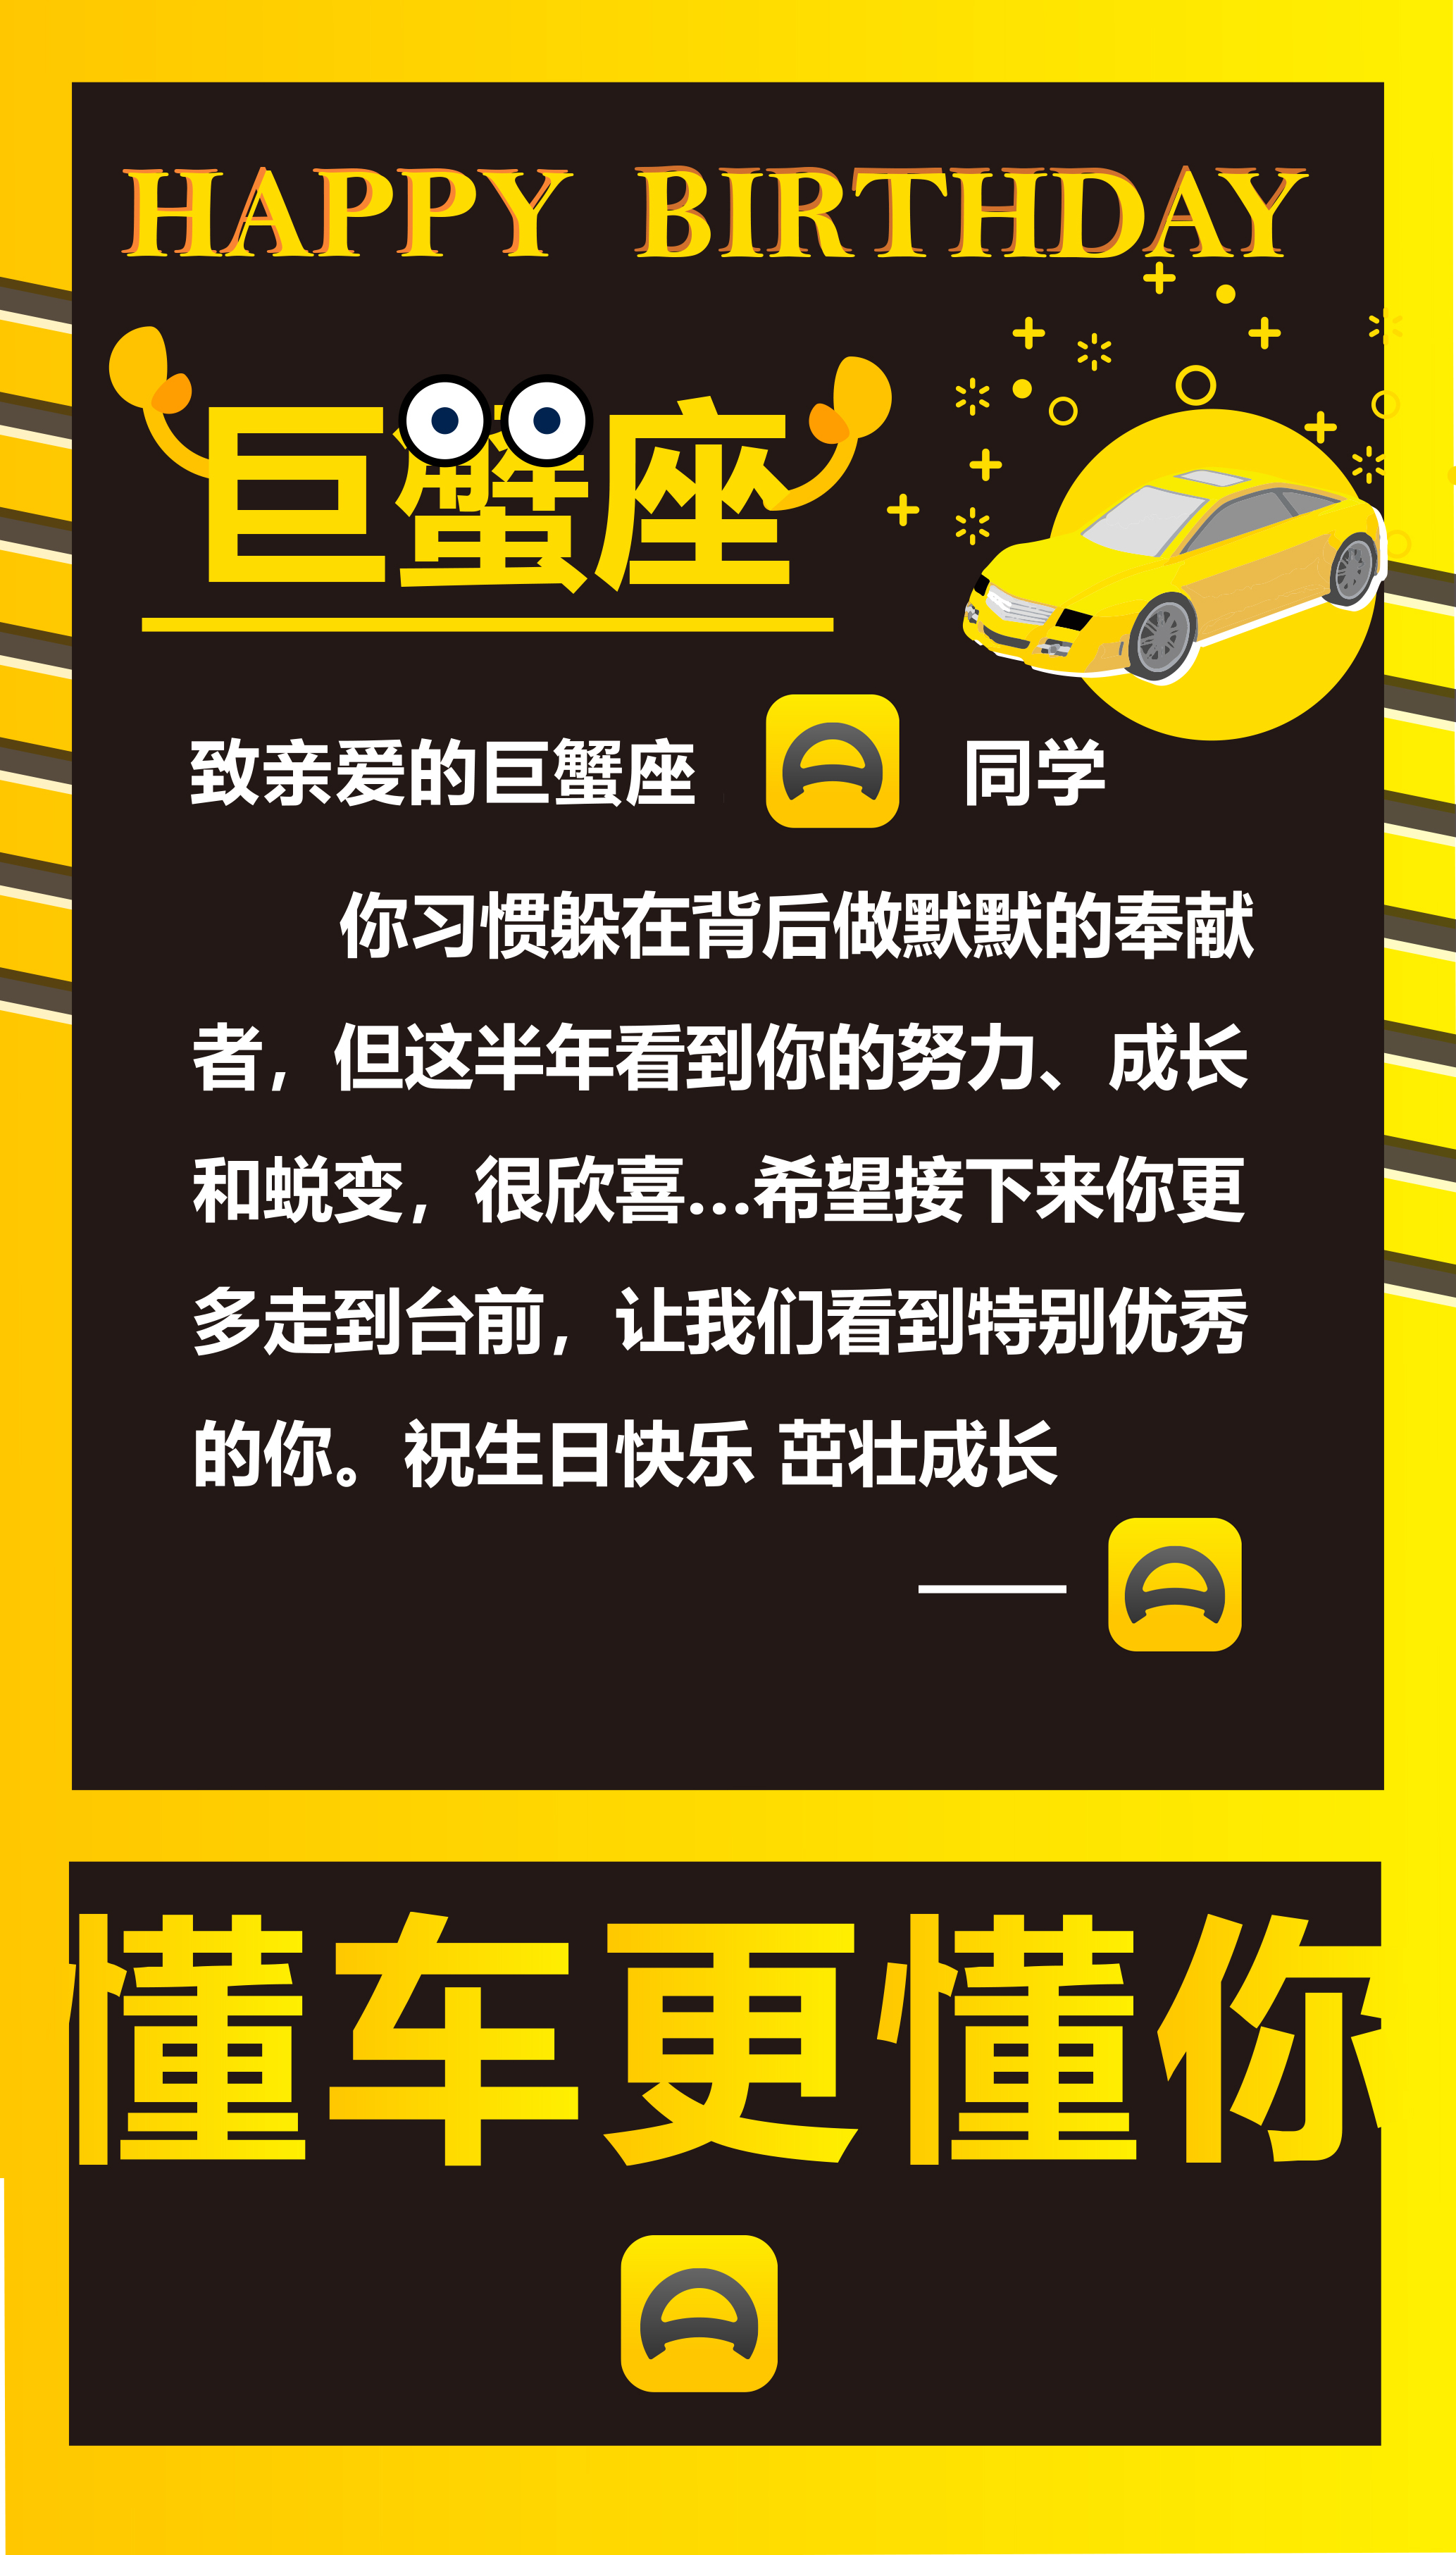 HAPPY BIRTHDAY
巨蟹座
致亲爱的巨蟹座 同学
你习惯躲在背后做默默的奉献
者，但这半年看到你的努力、成长
和蜕变，很欣喜...希望接下来你更
多走到台前，让我们看到特别优秀
的你。祝生日快乐 茁壮成长
——
懂车更懂你